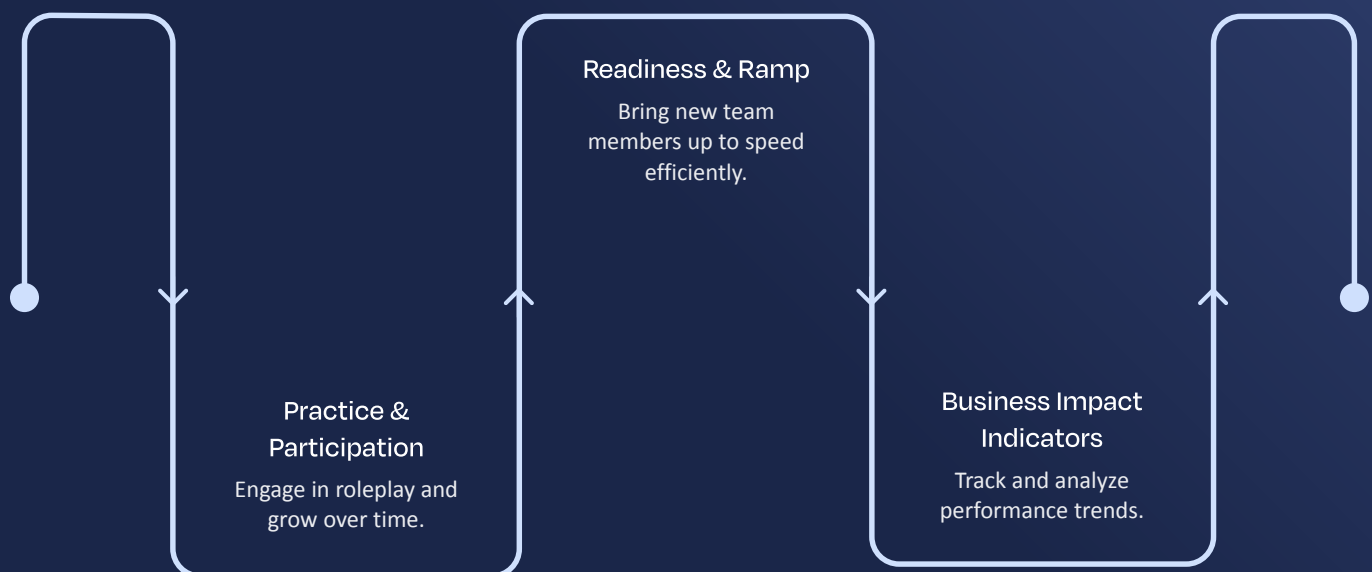 Practice &
Participation
Engage in roleplay and
grow over time.
Readiness & Ramp
Bring new team
members up to speed
efficiently.
Business Impact
Indicators
Track and analyze
performance trends.